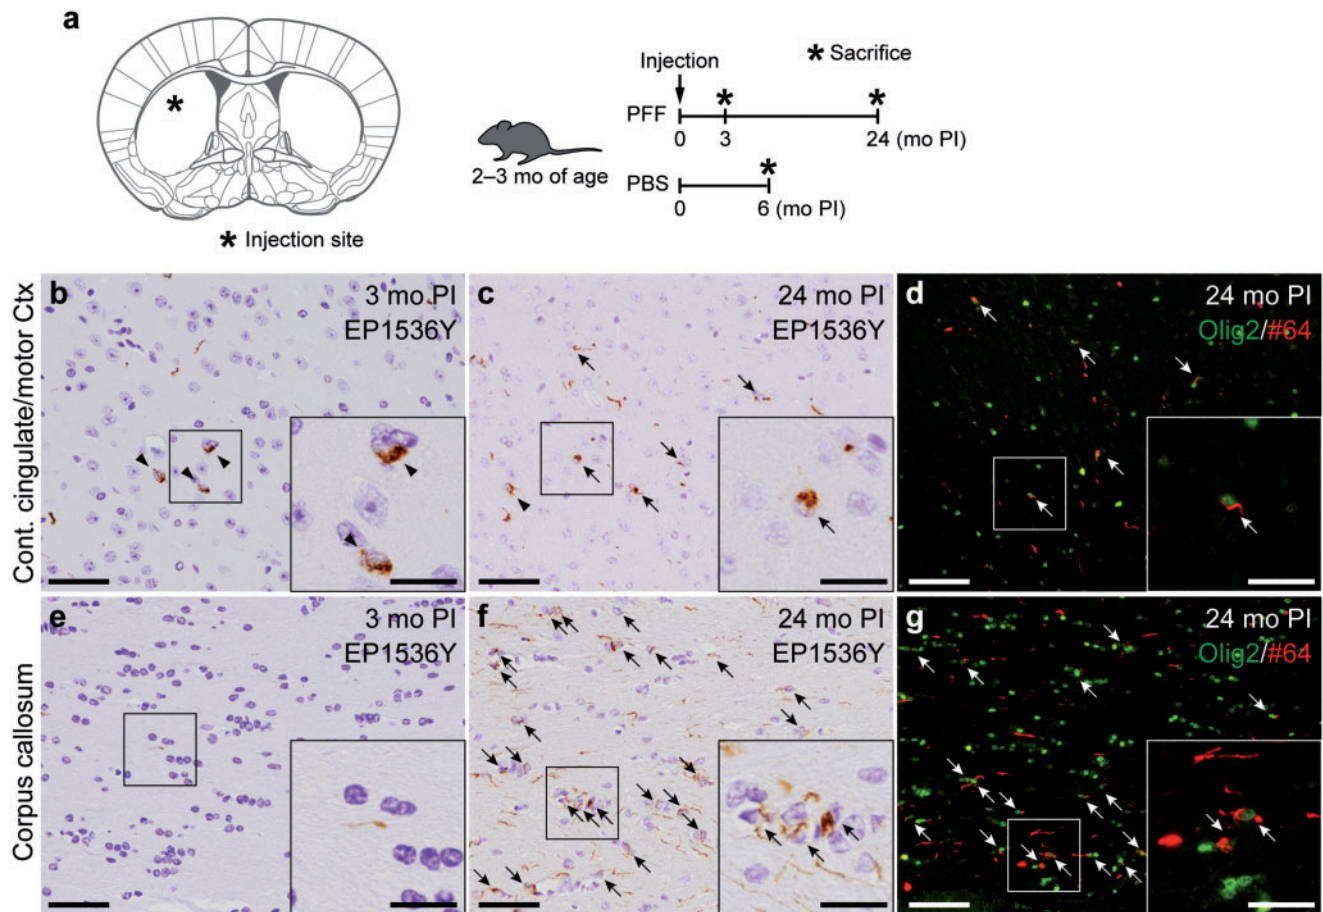 a
Injection
* Sacrifice
PFF
0 3 24 (mo PI)
2–3 mo of age
PBS
0 6 (mo PI)
* Injection site
Cont. cingulate/motor Ctx
b 3 mo PI
EP1536Y
c 24 mo PI
EP1536Y
d 24 mo PI
Olig2/#64
Corpus callosum
e 3 mo PI
EP1536Y
f 24 mo PI
EP1536Y
g 24 mo PI
Olig2/#64